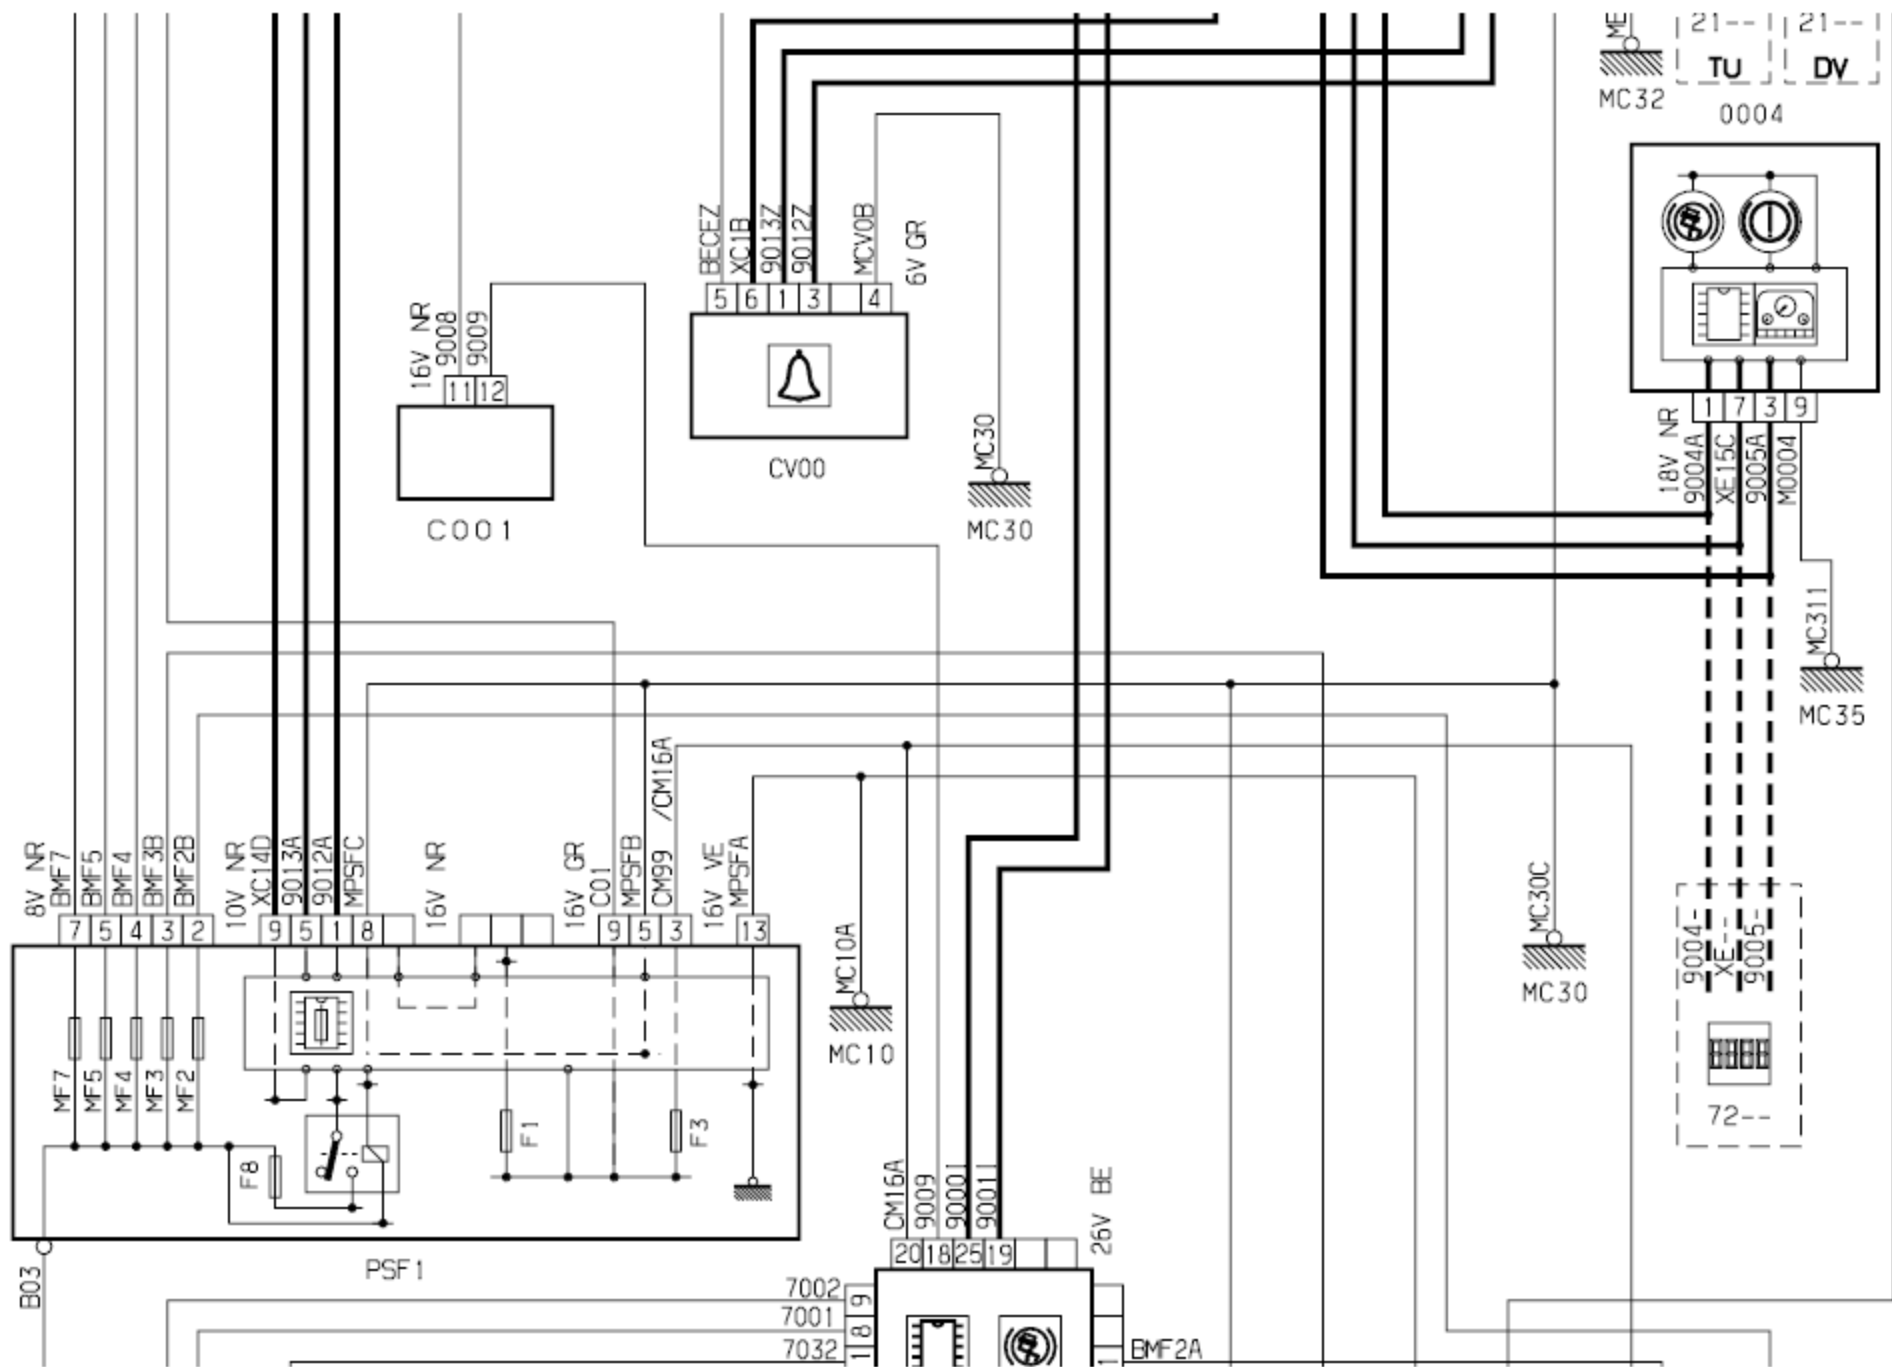 ME
21-- 21--
TU DV
MC32
0004
BECEZ
XC1B
9013Z
9012Z
MCV0B
6V GR
5 6 1 3 4
CV00
16V NR
9008
9009
11 12
C001
MC30
MC30
1 7 3 9
18V NR
9004A
XE15C
9005A
M0004
MC311
MC35
8V NR
BMF7
BMF5
BMF4
BMF3B
BMF2B
10V NR
XC14D
9013A
9012A
MPSFC
16V NR
16V GR
C01
MPSFB
CM99 /CM16A
16V VE
MPSFA
7 5 4 3 2 9 5 1 8 9 5 3 13
MC10A
MC10
MC30C
MC30
9004-
XE--
9005-
72--
MF7
MF5
MF4
MF3
MF2
F8
F1
F3
PSF1
B03
CM16A
9009
9000I
9001I
26V BE
20 18 25 19
7002 9
7001 8
7032 1
1 BMF2A